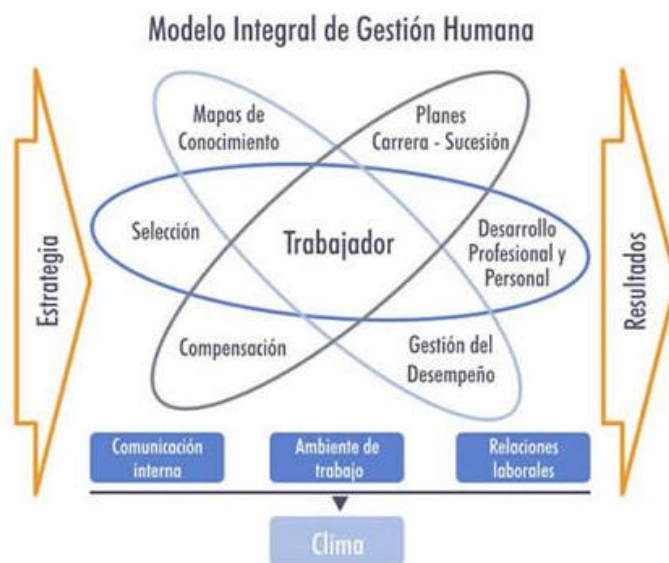 Modelo Integral de Gestión Humana
Mapas de
Conocimiento
Planes
Carrera - Sucesión
Estrategia
Selección
Trabajador
Desarrollo
Profesional y
Personal
Resultados
Compensación
Gestión del
Desempeño
Comunicación
interna
Ambiente de
trabajo
Relaciones
laborales
Clima